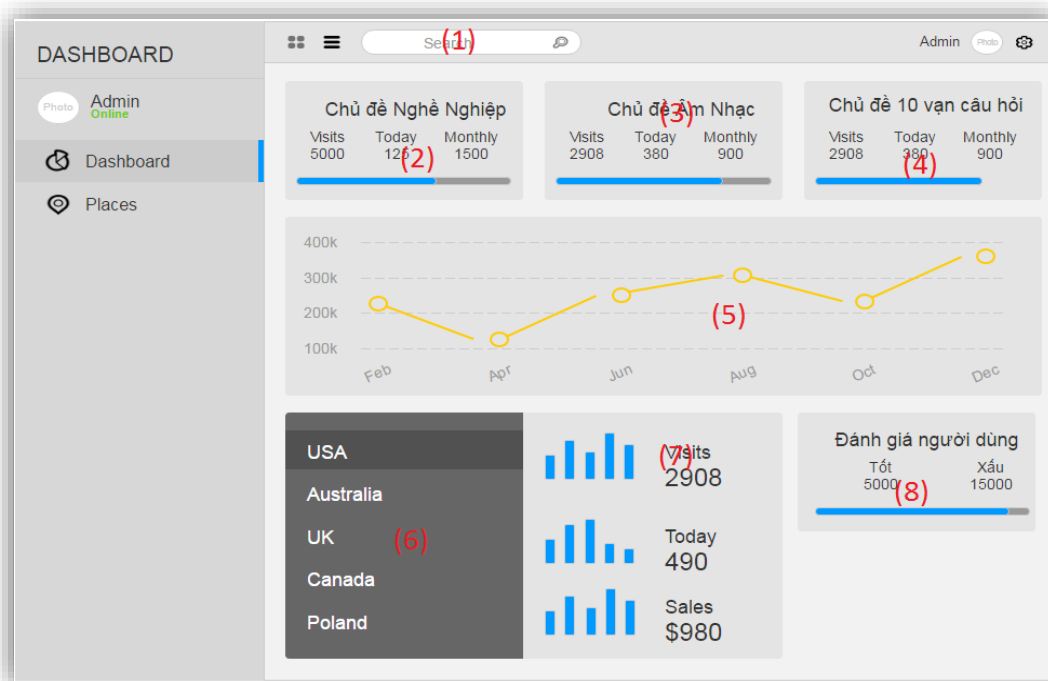 DASHBOARD
Photo
Admin
Online
Dashboard
Places
Search
(1)
Admin
Photo
Chủ đề Nghề Nghiệp
Visits Today Monthly
5000 125 1500
(2)
Chủ đề Âm Nhạc
(3)
Visits Today Monthly
2908 380 900
Chủ đề 10 vạn câu hỏi
Visits Today Monthly
2908 380 900
(4)
400k
300k
200k
100k
(5)
Feb Apr Jun Aug Oct Dec
USA
Australia
UK
(6)
Canada
Poland
Visits
(7)
2908
Today
490
Sales
$980
Đánh giá người dùng
Tốt Xấu
5000 15000
(8)